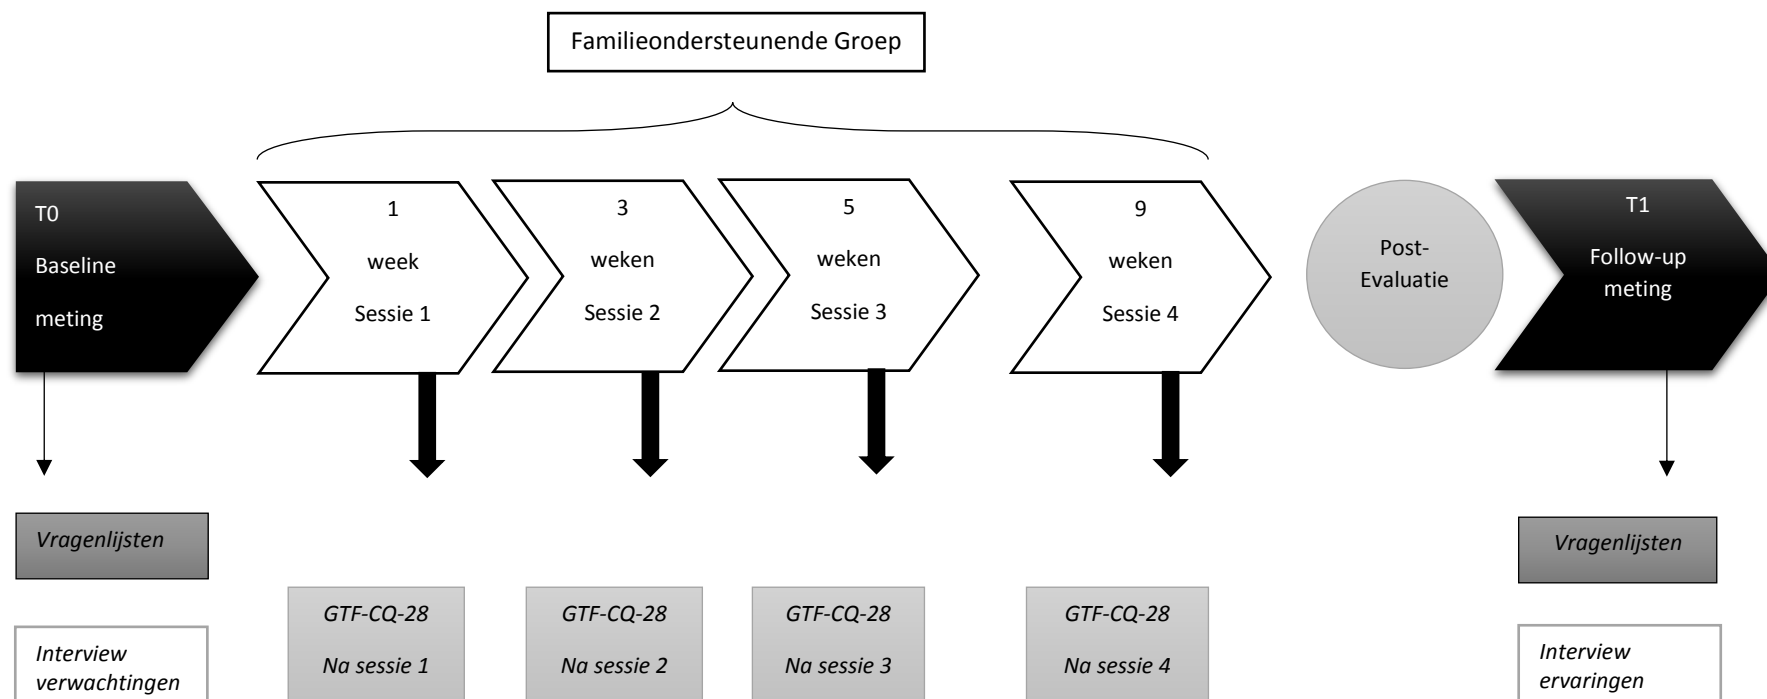 Familieondersteunende Groep
T0
Baseline
meting
1
week
Sessie 1
3
weken
Sessie 2
5
weken
Sessie 3
9
weken
Sessie 4
Post-
Evaluatie
T1
Follow-up
meting
Vragenlijsten
Interview
verwachtingen
GTF-CQ-28
Na sessie 1
GTF-CQ-28
Na sessie 2
GTF-CQ-28
Na sessie 3
GTF-CQ-28
Na sessie 4
Vragenlijsten
Interview
ervaringen